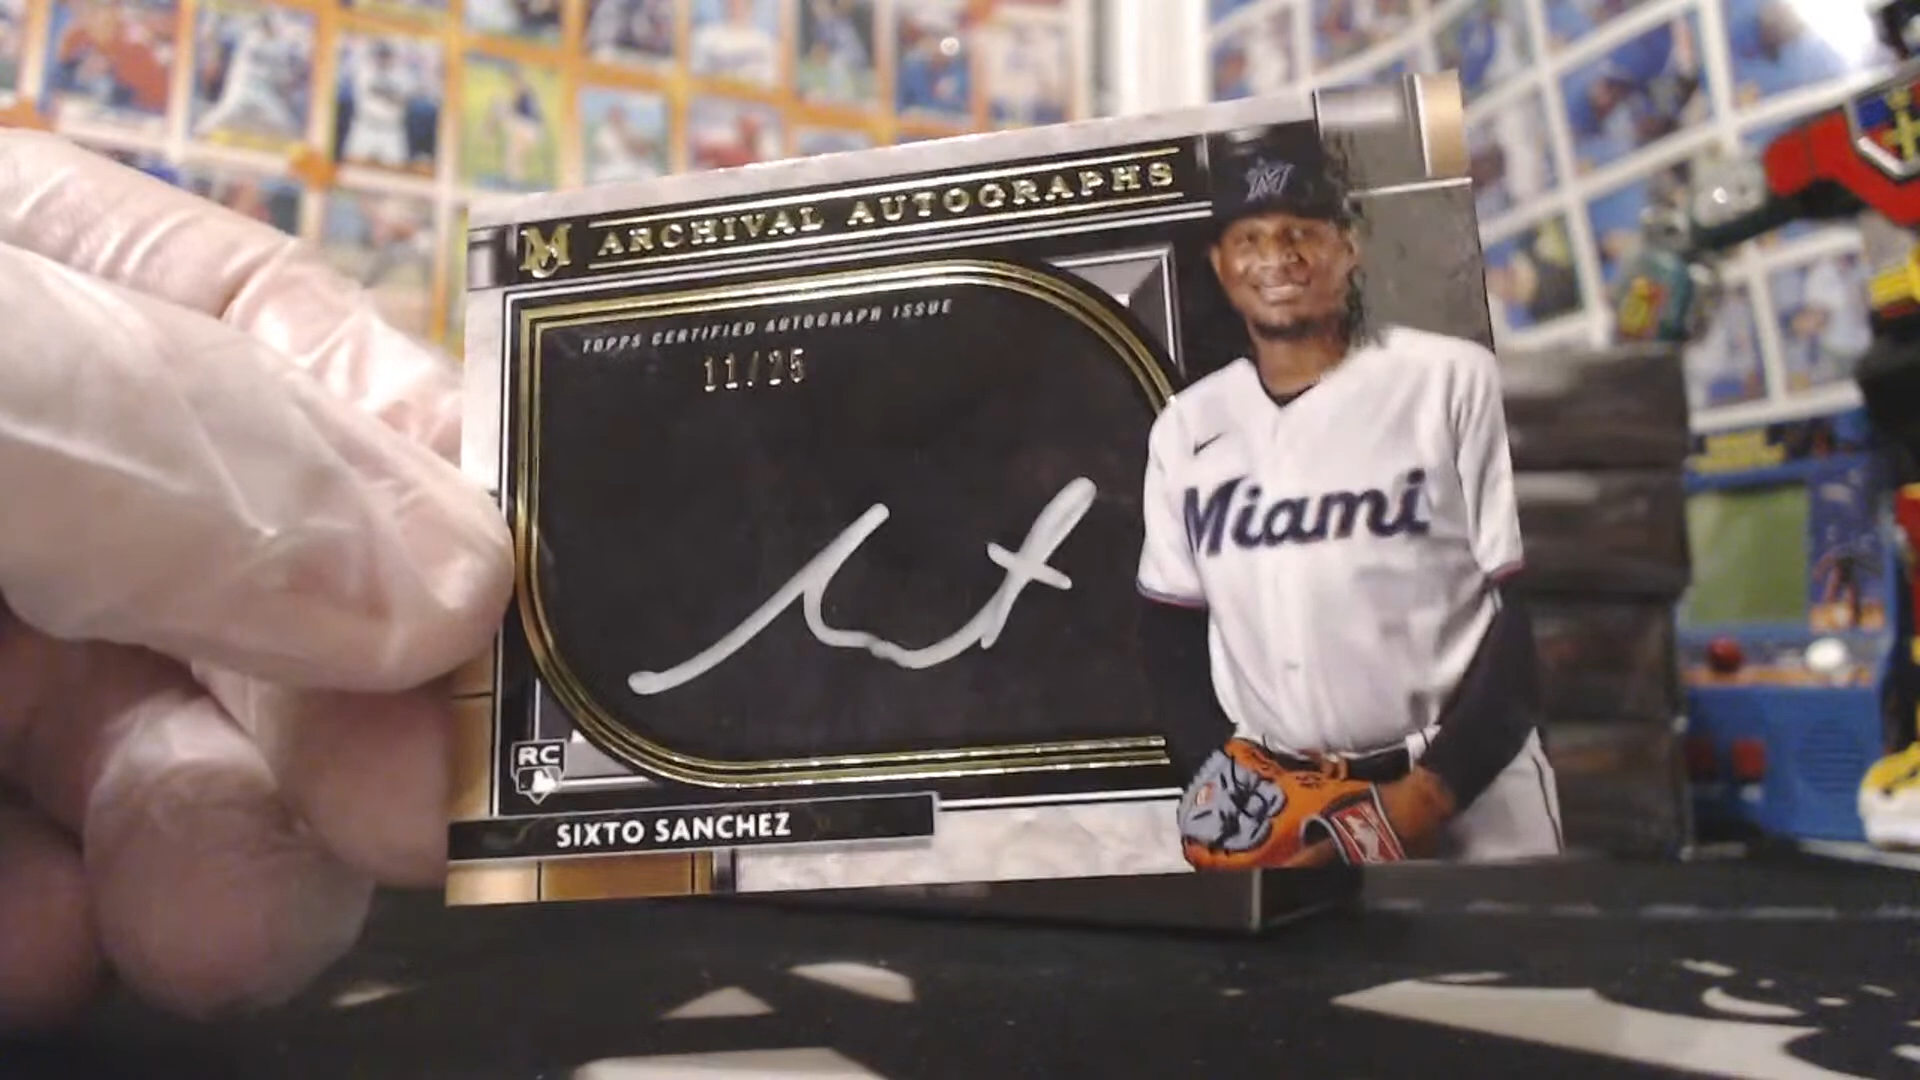 M ARCHIVAL AUTOGRAPHS
TOPPS CERTIFIED AUTOGRAPH ISSUE
11/25
M
Miami
RC
SIXTO SANCHEZ